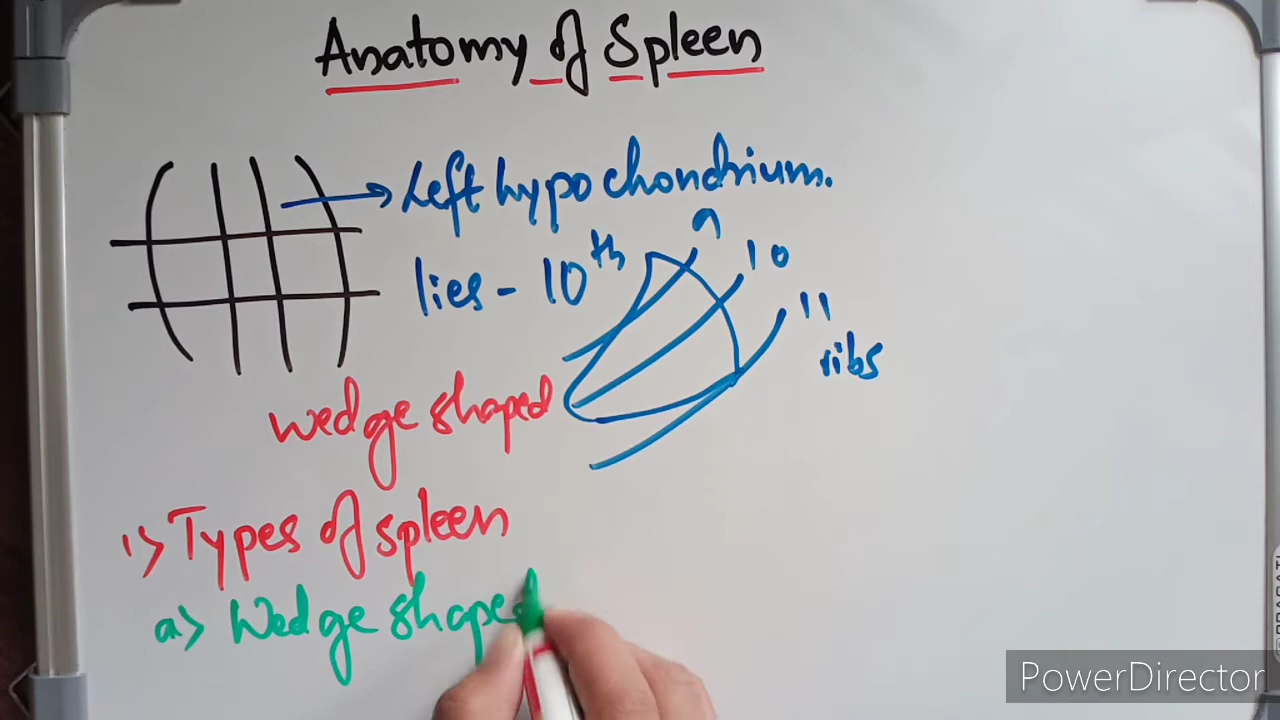 Anatomy of Spleen
Left hypochondrium.
lies - 10th
9
10
11
ribs
wedge shaped
1) Types of spleen
a) Wedge shaped
PowerDirector